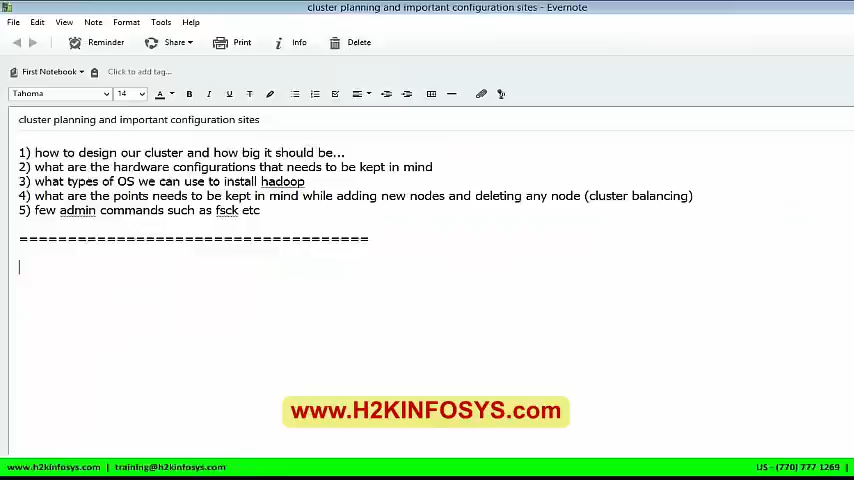 cluster planning and important configuration sites - Evernote
File Edit View Note Format Tools Help
Reminder Share Print Info Delete
First Notebook Click to add tag...
Tahoma 14 A B I U T
cluster planning and important configuration sites
1) how to design our cluster and how big it should be...
2) what are the hardware configurations that needs to be kept in mind
3) what types of OS we can use to install hadoop
4) what are the points needs to be kept in mind while adding new nodes and deleting any node (cluster balancing)
5) few admin commands such as fsck etc
====================================
www.H2KINFOSYS.com
www.h2kinfosys.com | training@h2kinfosys.com US - (770) 777 1269 |